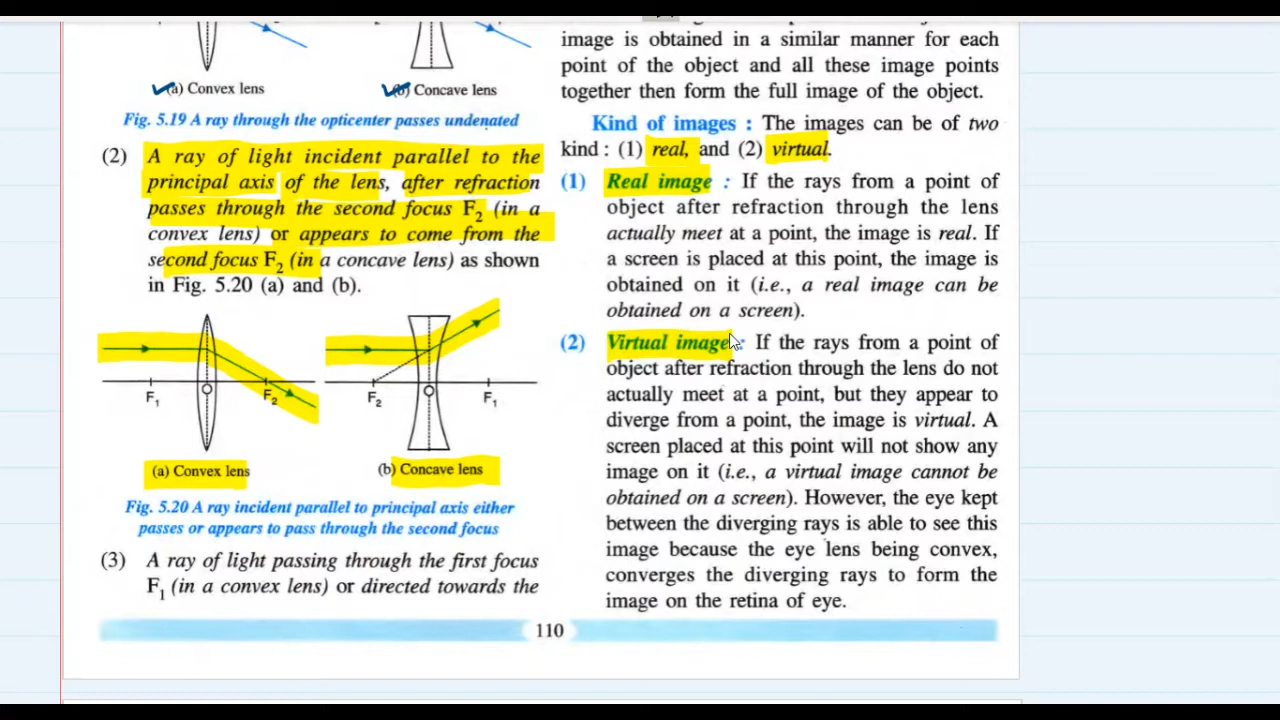 (a) Convex lens
(b) Concave lens
Fig. 5.19 A ray through the opticenter passes undenated
(2) A ray of light incident parallel to the
principal axis of the lens, after refraction
passes through the second focus F₂ (in a
convex lens) or appears to come from the
second focus F₂ (in a concave lens) as shown
in Fig. 5.20 (a) and (b).
F₁
O
F₂
F₂
O
F₁
(a) Convex lens
(b) Concave lens
Fig. 5.20 A ray incident parallel to principal axis either
passes or appears to pass through the second focus
(3) A ray of light passing through the first focus
F₁ (in a convex lens) or directed towards the
image is obtained in a similar manner for each
point of the object and all these image points
together then form the full image of the object.
Kind of images : The images can be of two
kind : (1) real, and (2) virtual.
(1) Real image : If the rays from a point of
object after refraction through the lens
actually meet at a point, the image is real. If
a screen is placed at this point, the image is
obtained on it (i.e., a real image can be
obtained on a screen).
(2) Virtual image : If the rays from a point of
object after refraction through the lens do not
actually meet at a point, but they appear to
diverge from a point, the image is virtual. A
screen placed at this point will not show any
image on it (i.e., a virtual image cannot be
obtained on a screen). However, the eye kept
between the diverging rays is able to see this
image because the eye lens being convex,
converges the diverging rays to form the
image on the retina of eye.
110